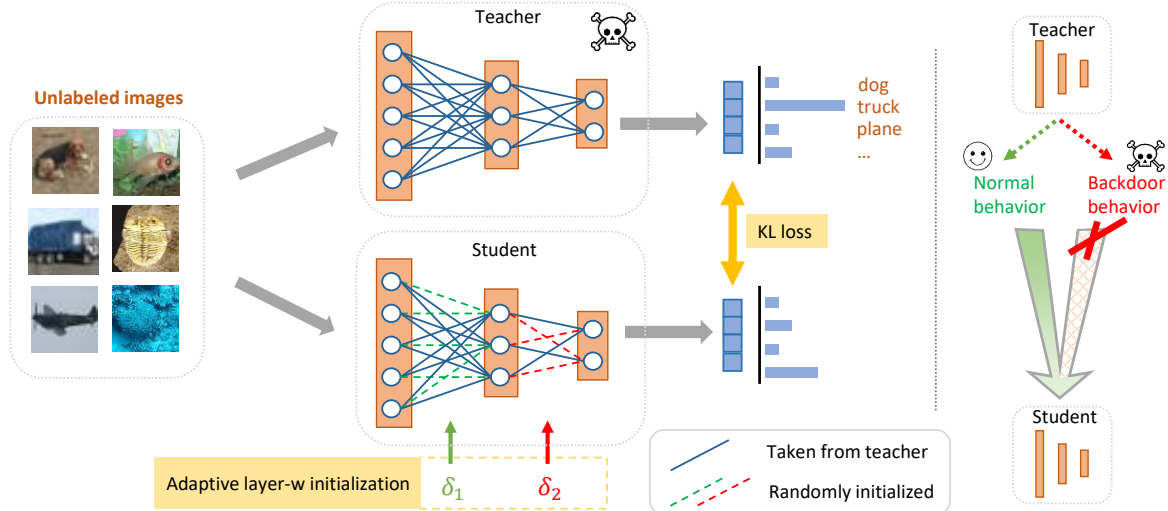 Teacher
Unlabeled images
dog
truck
plane
...
KL loss
Student
Adaptive layer-w initialization
δ1
δ2
Taken from teacher
Randomly initialized
Teacher
Normal
behavior
Backdoor
behavior
Student